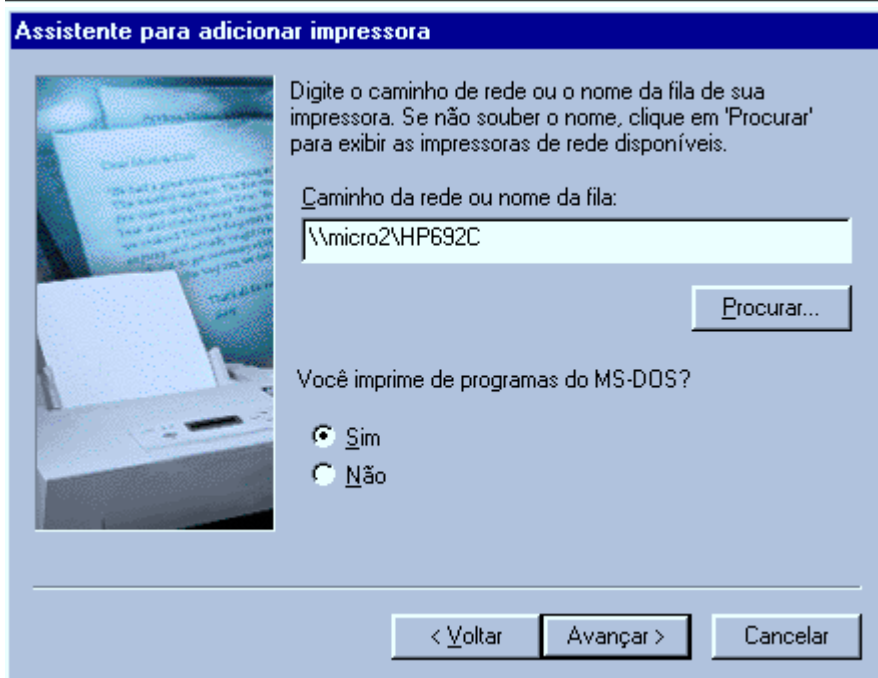 Assistente para adicionar impressora
Digite o caminho de rede ou o nome da fila de sua
impressora. Se não souber o nome, clique em 'Procurar'
para exibir as impressoras de rede disponíveis.
Caminho da rede ou nome da fila:
\\micro2\HP692C
Procurar...
Você imprime de programas do MS-DOS?
Sim
Não
< Voltar
Avançar >
Cancelar